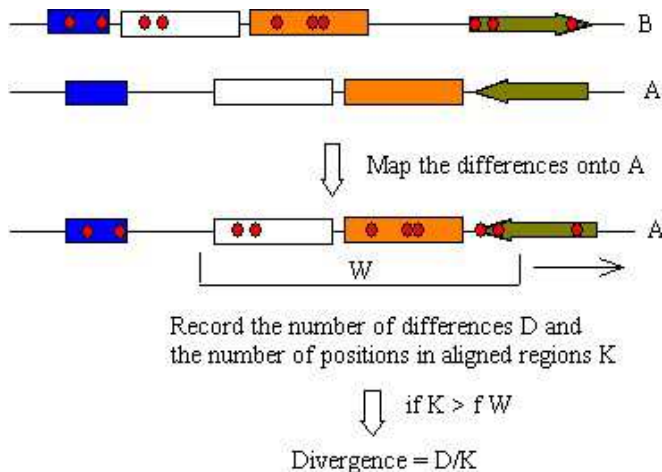 B
A
Map the differences onto A
A
W
Record the number of differences D and
the number of positions in aligned regions K
if K > f W
Divergence = D/K